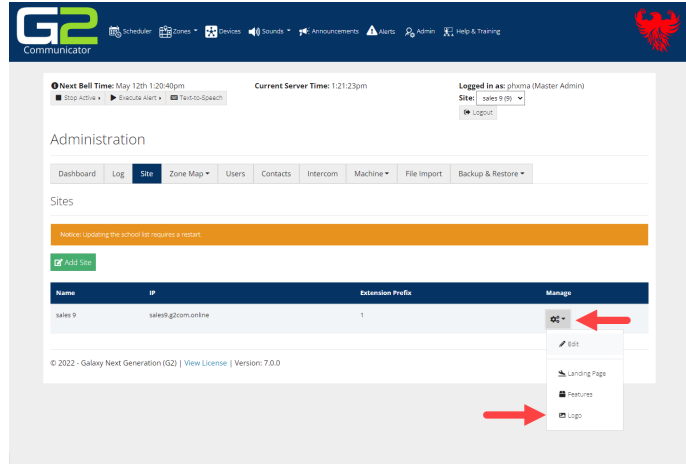 G2
Communicator
Scheduler Zones Devices Sounds Announcements Alerts Admin Help & Training
Next Bell Time: May 12th 1:20:40pm Current Server Time: 1:21:23pm Logged in as: phxma (Master Admin)
Stop Active Execute Alert Text-to-Speech Site: sales 9 (9)
Logout
Administration
Dashboard Log Site Zone Map Users Contacts Intercom Machine File Import Backup & Restore
Sites
Notice: Updating the school list requires a restart
Add Site
Name IP Extension Prefix Manage
sales 9 sales9.g2com.online 1
Edit
© 2022 - Galaxy Next Generation (G2) | View License | Version: 7.0.0
Landing Page
Features
Logo